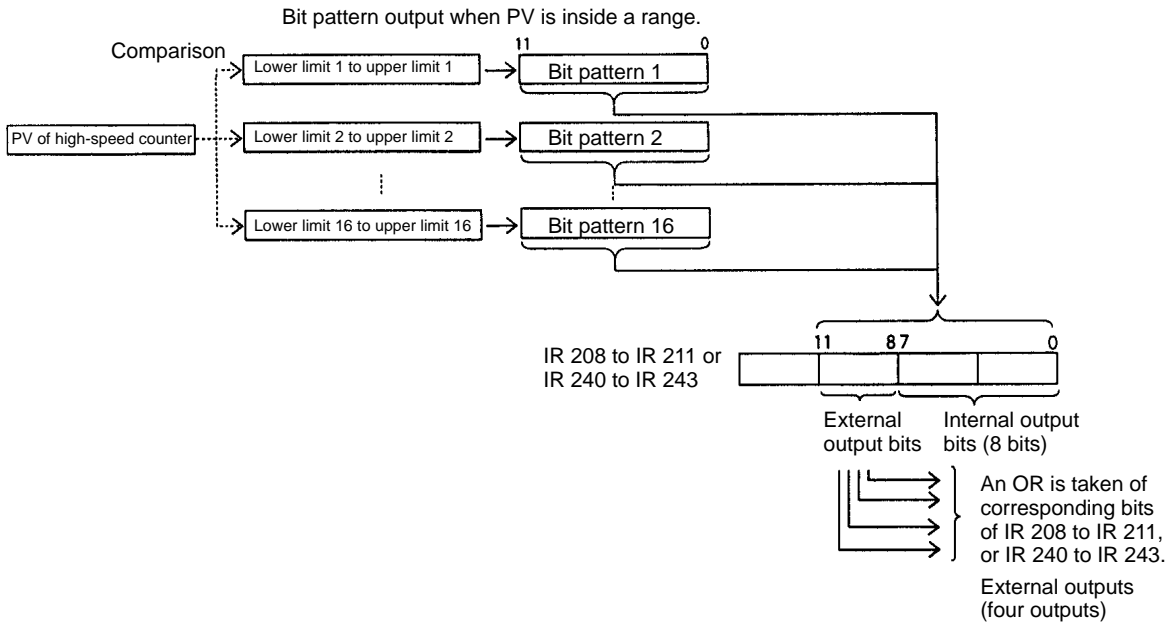 Bit pattern output when PV is inside a range.
Comparison
11 0
Lower limit 1 to upper limit 1
Bit pattern 1
PV of high-speed counter
Lower limit 2 to upper limit 2
Bit pattern 2
Lower limit 16 to upper limit 16
Bit pattern 16
11 8 7 0
IR 208 to IR 211 or
IR 240 to IR 243
External
output bits
Internal output
bits (8 bits)
An OR is taken of
corresponding bits
of IR 208 to IR 211,
or IR 240 to IR 243.
External outputs
(four outputs)